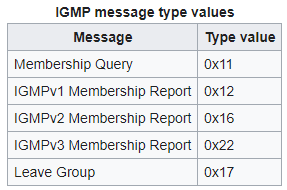 IGMP message type values
Message Type value
Membership Query 0x11
IGMPv1 Membership Report 0x12
IGMPv2 Membership Report 0x16
IGMPv3 Membership Report 0x22
Leave Group 0x17